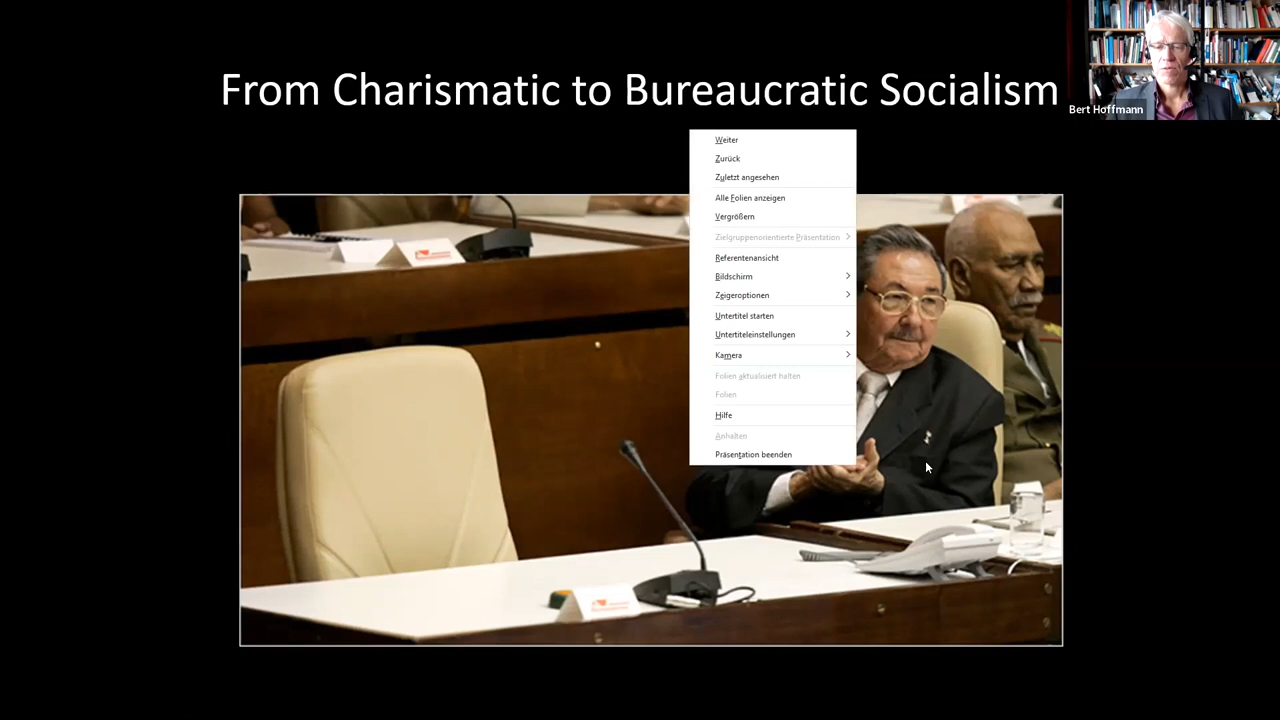 From Charismatic to Bureaucratic Socialism
Bert Hoffmann
Weiter
Zurück
Zuletzt angesehen
Alle Folien anzeigen
Vergrößern
Zielgruppenorientierte Präsentation
Referentenansicht
Bildschirm
Zeigeroptionen
Untertitel starten
Untertiteleinstellungen
Kamera
Folien aktualisiert halten
Folien
Hilfe
Anhalten
Präsentation beenden